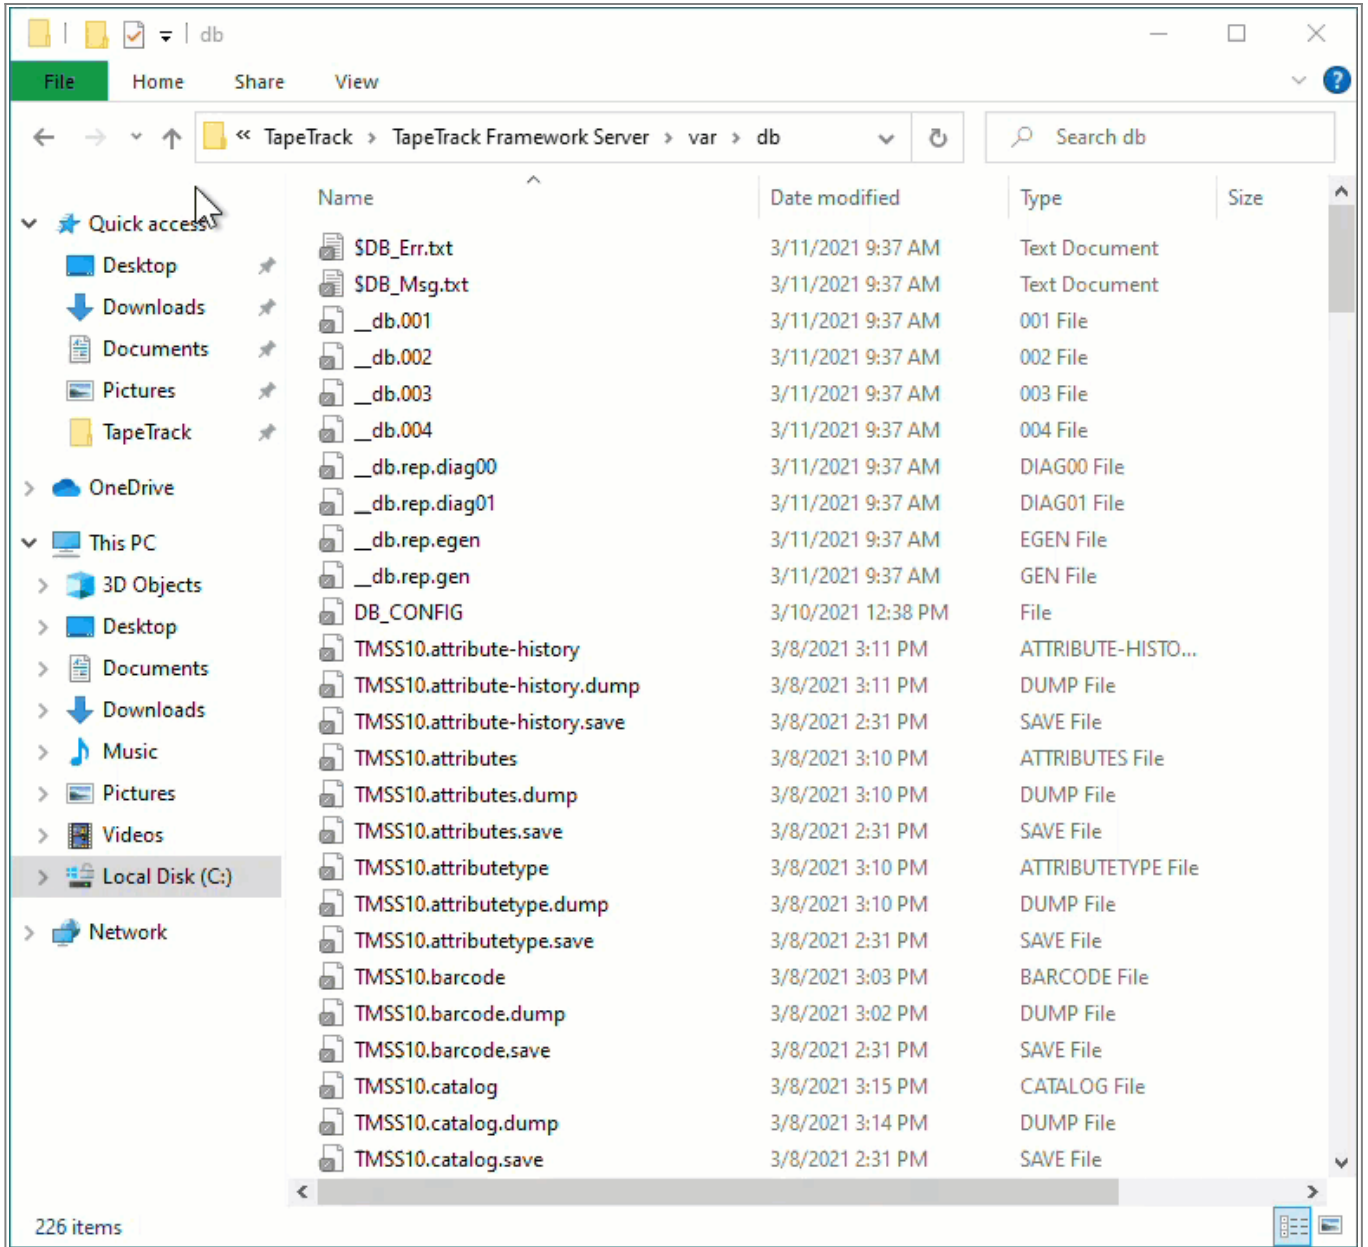 db
File Home Share View
« TapeTrack > TapeTrack Framework Server > var > db
Search db
Quick access
Desktop
Downloads
Documents
Pictures
TapeTrack
OneDrive
This PC
3D Objects
Desktop
Documents
Downloads
Music
Pictures
Videos
Local Disk (C:)
Network
Name Date modified Type Size
$DB_Err.txt 3/11/2021 9:37 AM Text Document
$DB_Msg.txt 3/11/2021 9:37 AM Text Document
__db.001 3/11/2021 9:37 AM 001 File
__db.002 3/11/2021 9:37 AM 002 File
__db.003 3/11/2021 9:37 AM 003 File
__db.004 3/11/2021 9:37 AM 004 File
__db.rep.diag00 3/11/2021 9:37 AM DIAG00 File
__db.rep.diag01 3/11/2021 9:37 AM DIAG01 File
__db.rep.egen 3/11/2021 9:37 AM EGEN File
__db.rep.gen 3/11/2021 9:37 AM GEN File
DB_CONFIG 3/10/2021 12:38 PM File
TMSS10.attribute-history 3/8/2021 3:11 PM ATTRIBUTE-HISTO...
TMSS10.attribute-history.dump 3/8/2021 3:11 PM DUMP File
TMSS10.attribute-history.save 3/8/2021 2:31 PM SAVE File
TMSS10.attributes 3/8/2021 3:10 PM ATTRIBUTES File
TMSS10.attributes.dump 3/8/2021 3:10 PM DUMP File
TMSS10.attributes.save 3/8/2021 2:31 PM SAVE File
TMSS10.attributetype 3/8/2021 3:10 PM ATTRIBUTETYPE File
TMSS10.attributetype.dump 3/8/2021 3:10 PM DUMP File
TMSS10.attributetype.save 3/8/2021 2:31 PM SAVE File
TMSS10.barcode 3/8/2021 3:03 PM BARCODE File
TMSS10.barcode.dump 3/8/2021 3:02 PM DUMP File
TMSS10.barcode.save 3/8/2021 2:31 PM SAVE File
TMSS10.catalog 3/8/2021 3:15 PM CATALOG File
TMSS10.catalog.dump 3/8/2021 3:14 PM DUMP File
TMSS10.catalog.save 3/8/2021 2:31 PM SAVE File
226 items